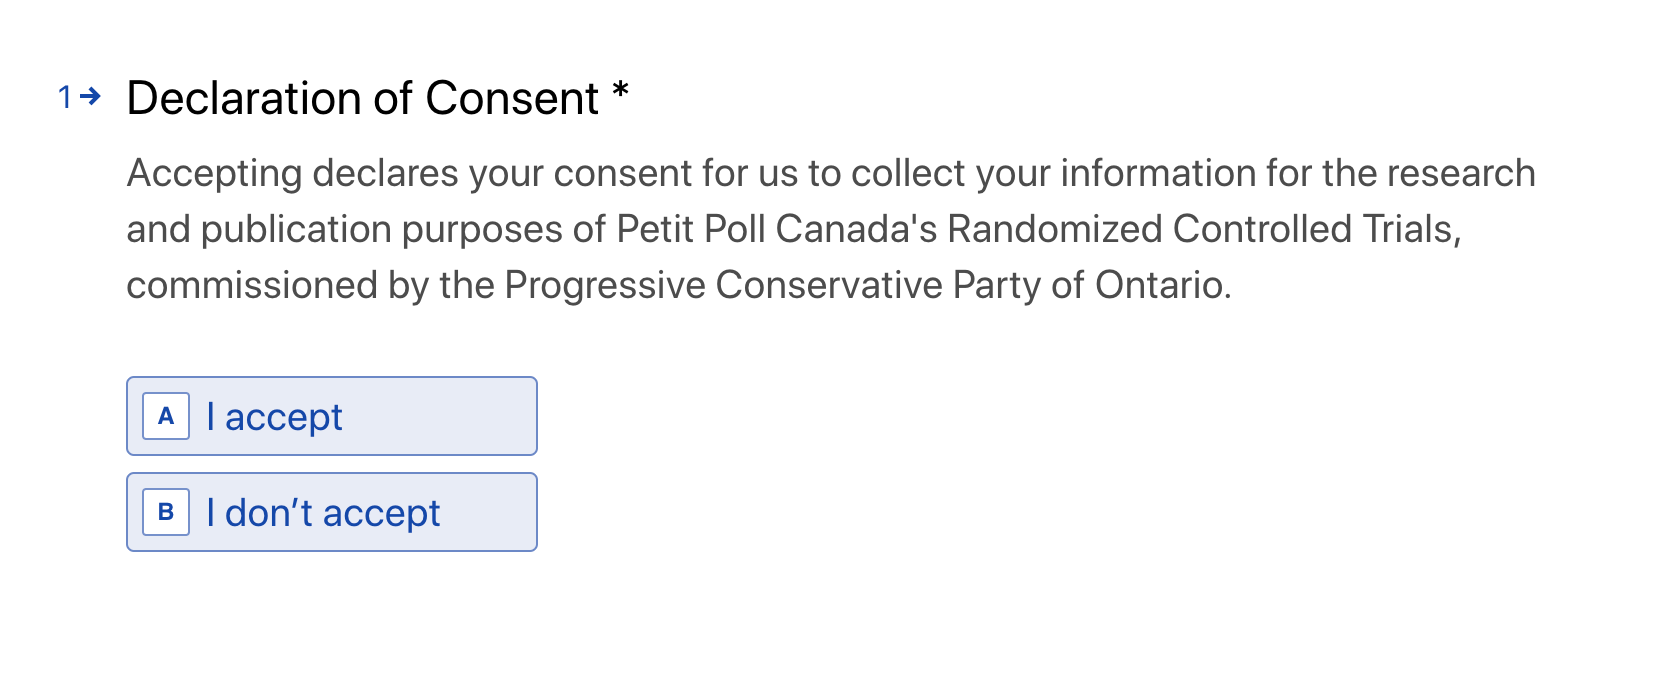 1→ Declaration of Consent *
Accepting declares your consent for us to collect your information for the research
and publication purposes of Petit Poll Canada's Randomized Controlled Trials,
commissioned by the Progressive Conservative Party of Ontario.
A I accept
B I don’t accept